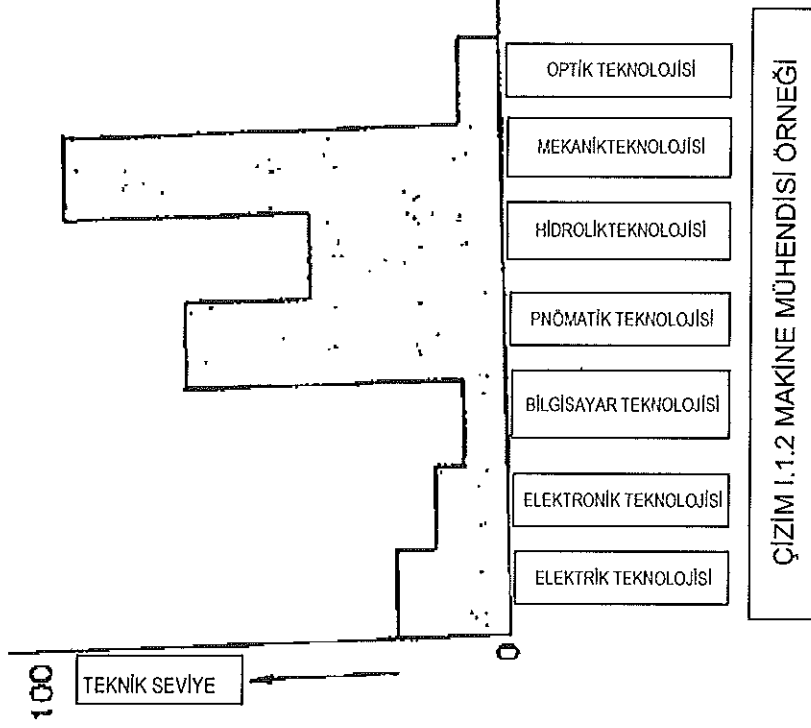 OPTİK TEKNOLOJİSİ
MEKANİKTEKNOLOJİSİ
HİDROLİKTEKNOLOJİSİ
PNÖMATİK TEKNOLOJİSİ
BİLGİSAYAR TEKNOLOJİSİ
ELEKTRONİK TEKNOLOJİSİ
ELEKTRİK TEKNOLOJİSİ
100
TEKNİK SEVİYE
0
ÇİZİM I.1.2 MAKİNE MÜHENDİSİ ÖRNEĞİ